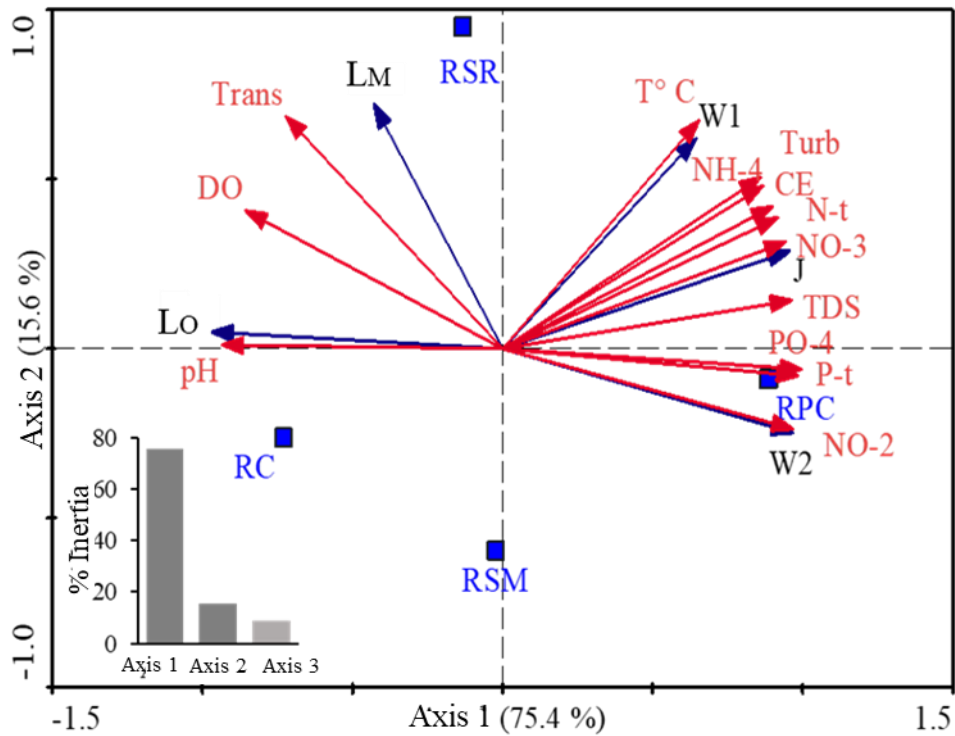 1.0
RSR
LM
Trans
T° C
W1
Turb
NH-4
CE
DO
N-t
NO-3
J
TDS
LO
PO-4
pH
P-t
RPC
NO-2
W2
RC
RSM
Axis 2 (15.6 %)
-1.0
80
60
40
20
0
% Inertia
Axis 1
Axis 2
Axis 3
-1.5
Axis 1 (75.4 %)
1.5